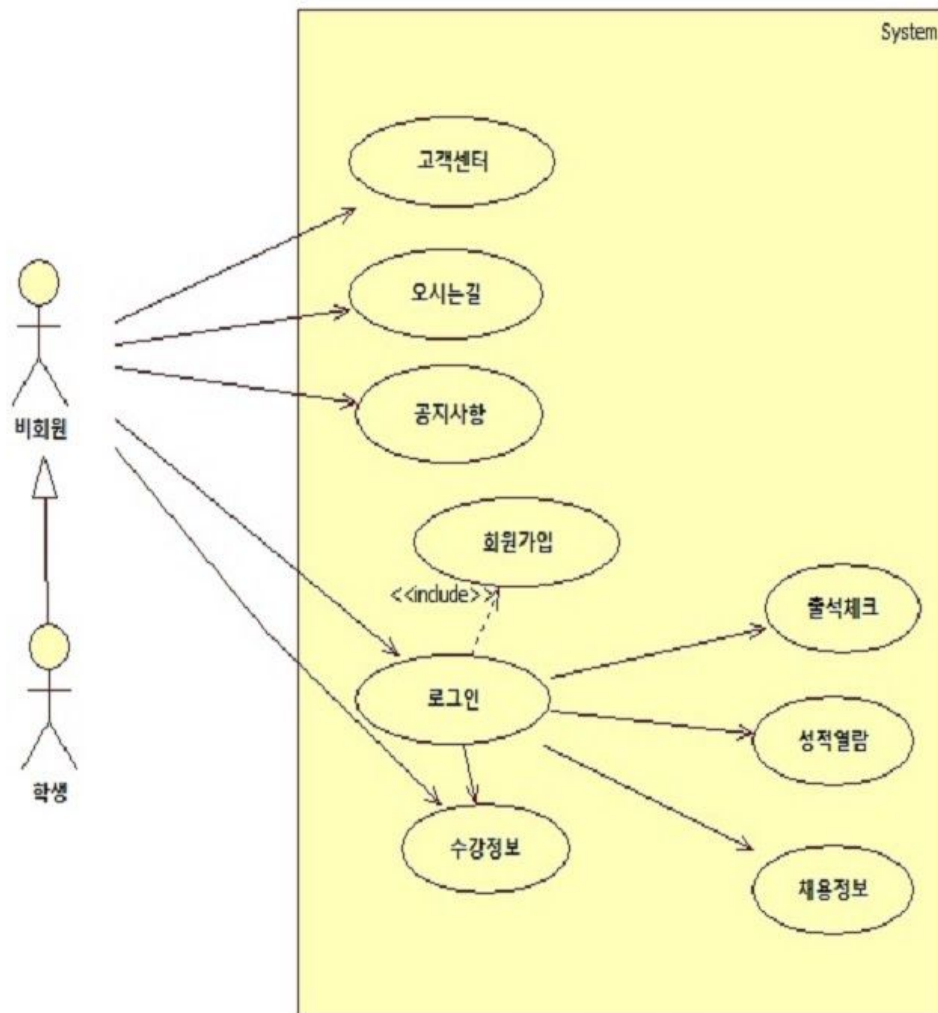 System
고객센터
오시는길
공지사항
비회원
회원가입
<<include>>
출석체크
로그인
성적열람
학생
수강정보
채용정보